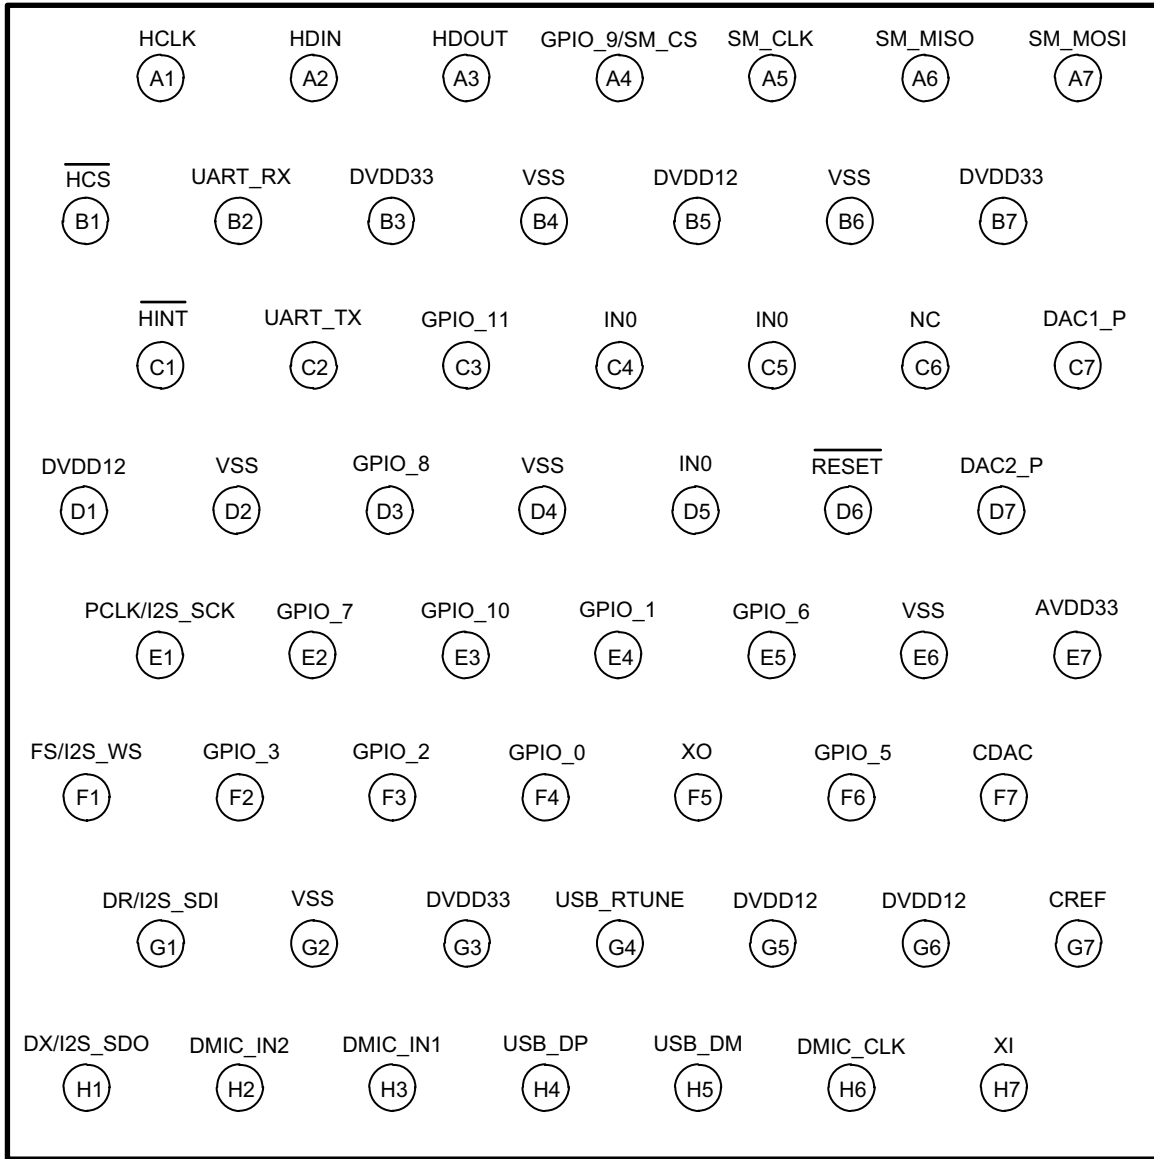 HCLK HDIN HDOUT GPIO_9/SM_CS SM_CLK SM_MISO SM_MOSI
A1 A2 A3 A4 A5 A6 A7
HCS UART_RX DVDD33 VSS DVDD12 VSS DVDD33
B1 B2 B3 B4 B5 B6 B7
HINT UART_TX GPIO_11 IN0 IN0 NC DAC1_P
C1 C2 C3 C4 C5 C6 C7
DVDD12 VSS GPIO_8 VSS IN0 RESET DAC2_P
D1 D2 D3 D4 D5 D6 D7
PCLK/I2S_SCK GPIO_7 GPIO_10 GPIO_1 GPIO_6 VSS AVDD33
E1 E2 E3 E4 E5 E6 E7
FS/I2S_WS GPIO_3 GPIO_2 GPIO_0 XO GPIO_5 CDAC
F1 F2 F3 F4 F5 F6 F7
DR/I2S_SDI VSS DVDD33 USB_RTUNE DVDD12 DVDD12 CREF
G1 G2 G3 G4 G5 G6 G7
DX/I2S_SDO DMIC_IN2 DMIC_IN1 USB_DP USB_DM DMIC_CLK XI
H1 H2 H3 H4 H5 H6 H7